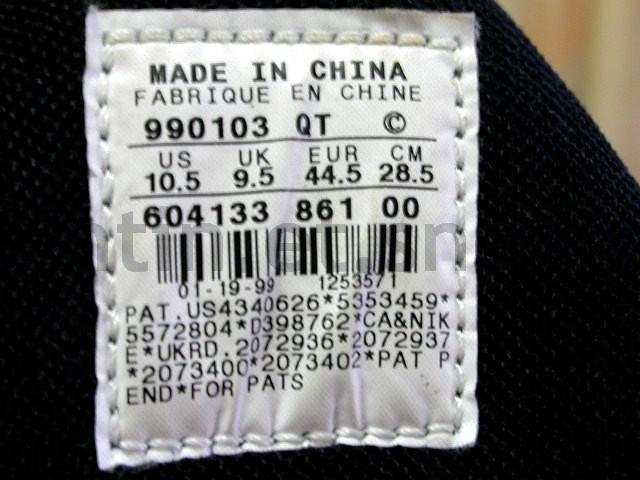 MADE IN CHINA
FABRIQUE EN CHINE
990103 QT ©
US UK EUR CM
10.5 9.5 44.5 28.5
604133 861 00
01-19-99 1253571
PAT.US4340626*5353459*
5572804*D398762*CA&NIK
E*UKRD.2072936*2072937
*2073400*2073402*PAT P
END*FOR PATS